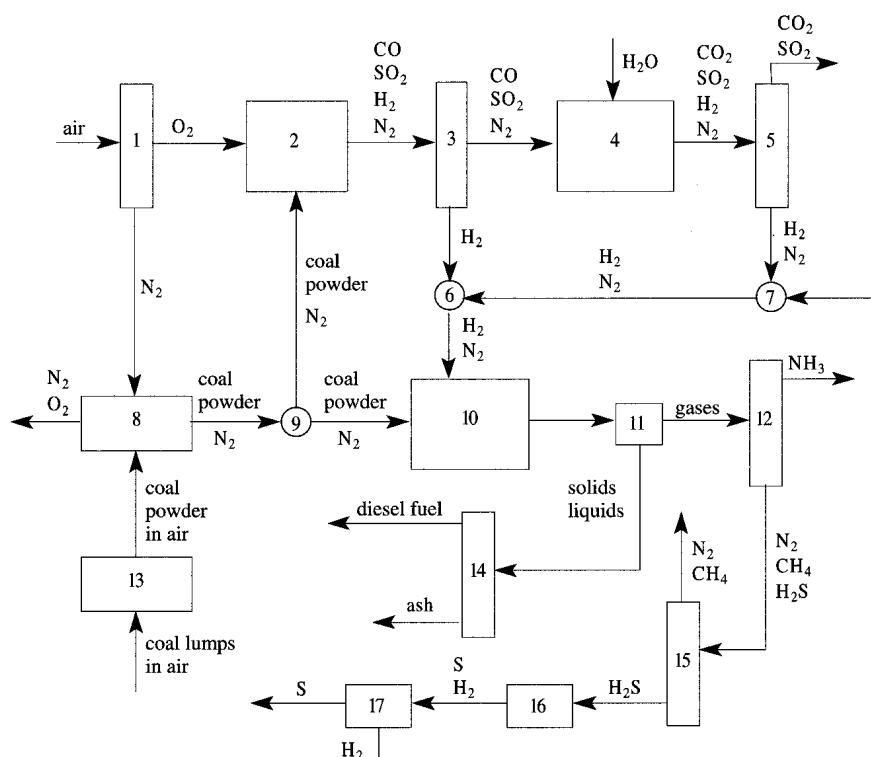 CO
SO₂
H₂
N₂
CO
SO₂
N₂
H₂O
CO₂
SO₂
H₂
N₂
CO₂
SO₂
air
1
O₂
2
3
4
5
N₂
coal
powder
N₂
H₂
H₂
N₂
H₂
N₂
6
7
H₂
N₂
N₂
O₂
8
coal
powder
N₂
9
coal
powder
N₂
10
11
gases
12
NH₃
coal
powder
in air
solids
liquids
diesel fuel
14
ash
N₂
CH₄
N₂
CH₄
H₂S
13
coal lumps
in air
15
S
17
S
H₂
16
H₂S
H₂